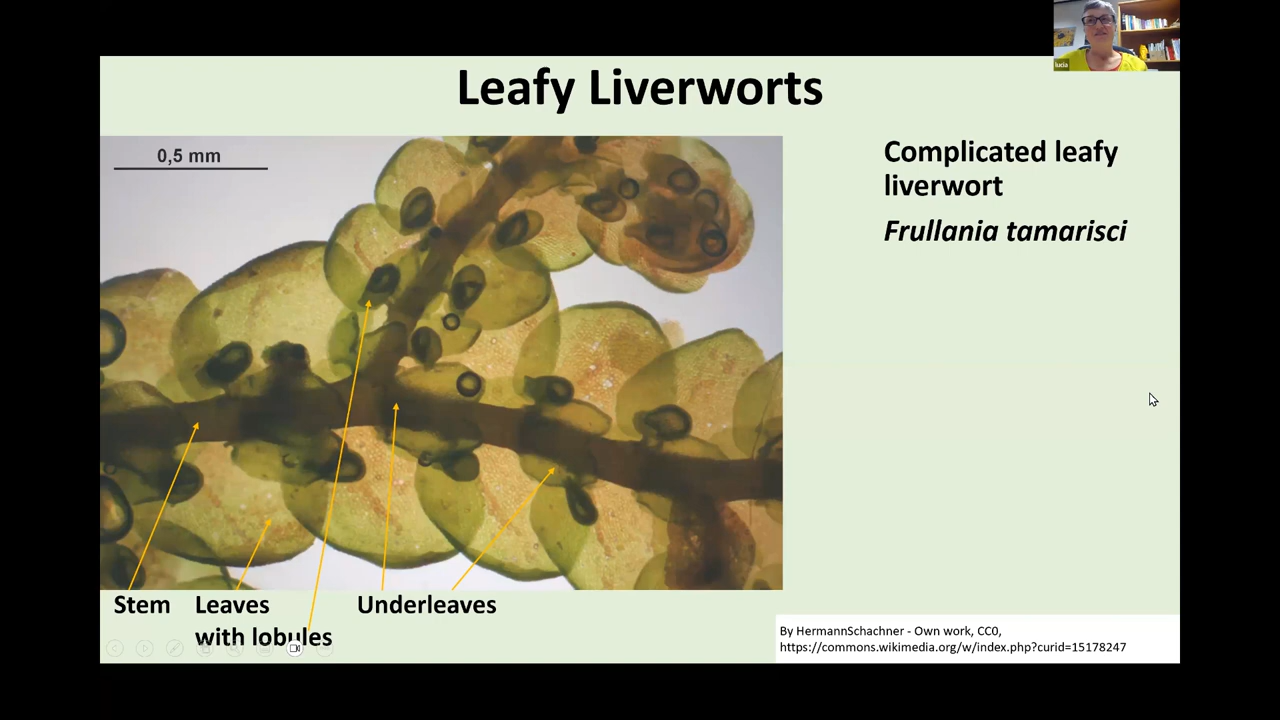 lucia
Leafy Liverworts
0,5 mm
Complicated leafy
liverwort
Frullania tamarisci
Stem
Leaves
with lobules
Underleaves
By HermannSchachner - Own work, CC0,
https://commons.wikimedia.org/w/index.php?curid=15178247